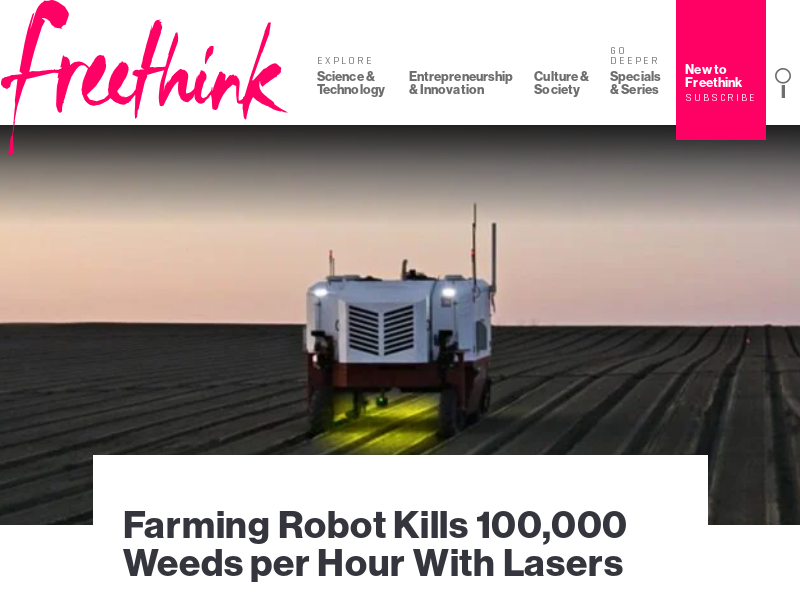 freethink
EXPLORE
Science &
Technology
Entrepreneurship
& Innovation
Culture &
Society
GO
DEEPER
Specials
& Series
New to
Freethink
SUBSCRIBE
Farming Robot Kills 100,000
Weeds per Hour With Lasers